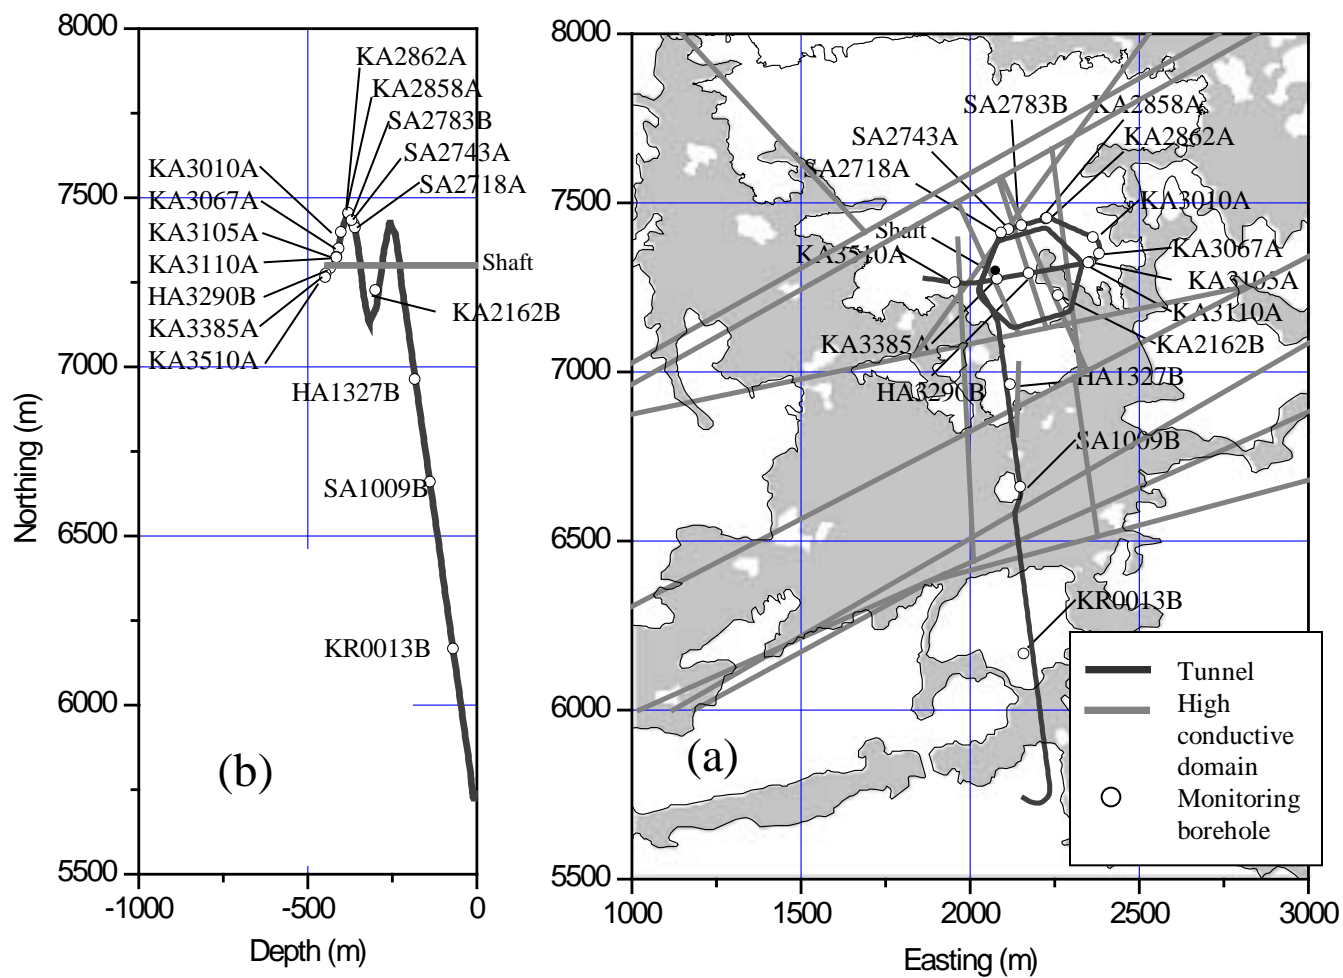 8000
7500
7000
6500
6000
5500
-1000
-500
0
Northing (m)
Depth (m)
KA2862A
KA2858A
SA2783B
SA2743A
SA2718A
KA3010A
KA3067A
KA3105A
KA3110A
HA3290B
KA3385A
KA3510A
Shaft
KA2162B
HA1327B
SA1009B
KR0013B
(b)
8000
7500
7000
6500
6000
5500
1000
1500
2000
2500
3000
Easting (m)
SA2783B
KA2858A
SA2743A
KA2862A
SA2718A
KA3010A
Shaft
KA3510A
KA3067A
KA3105A
KA3110A
KA3385A
KA2162B
HA3290B
HA1327B
SA1009B
KR0013B
(a)
Tunnel
High
conductive
domain
Monitoring
borehole